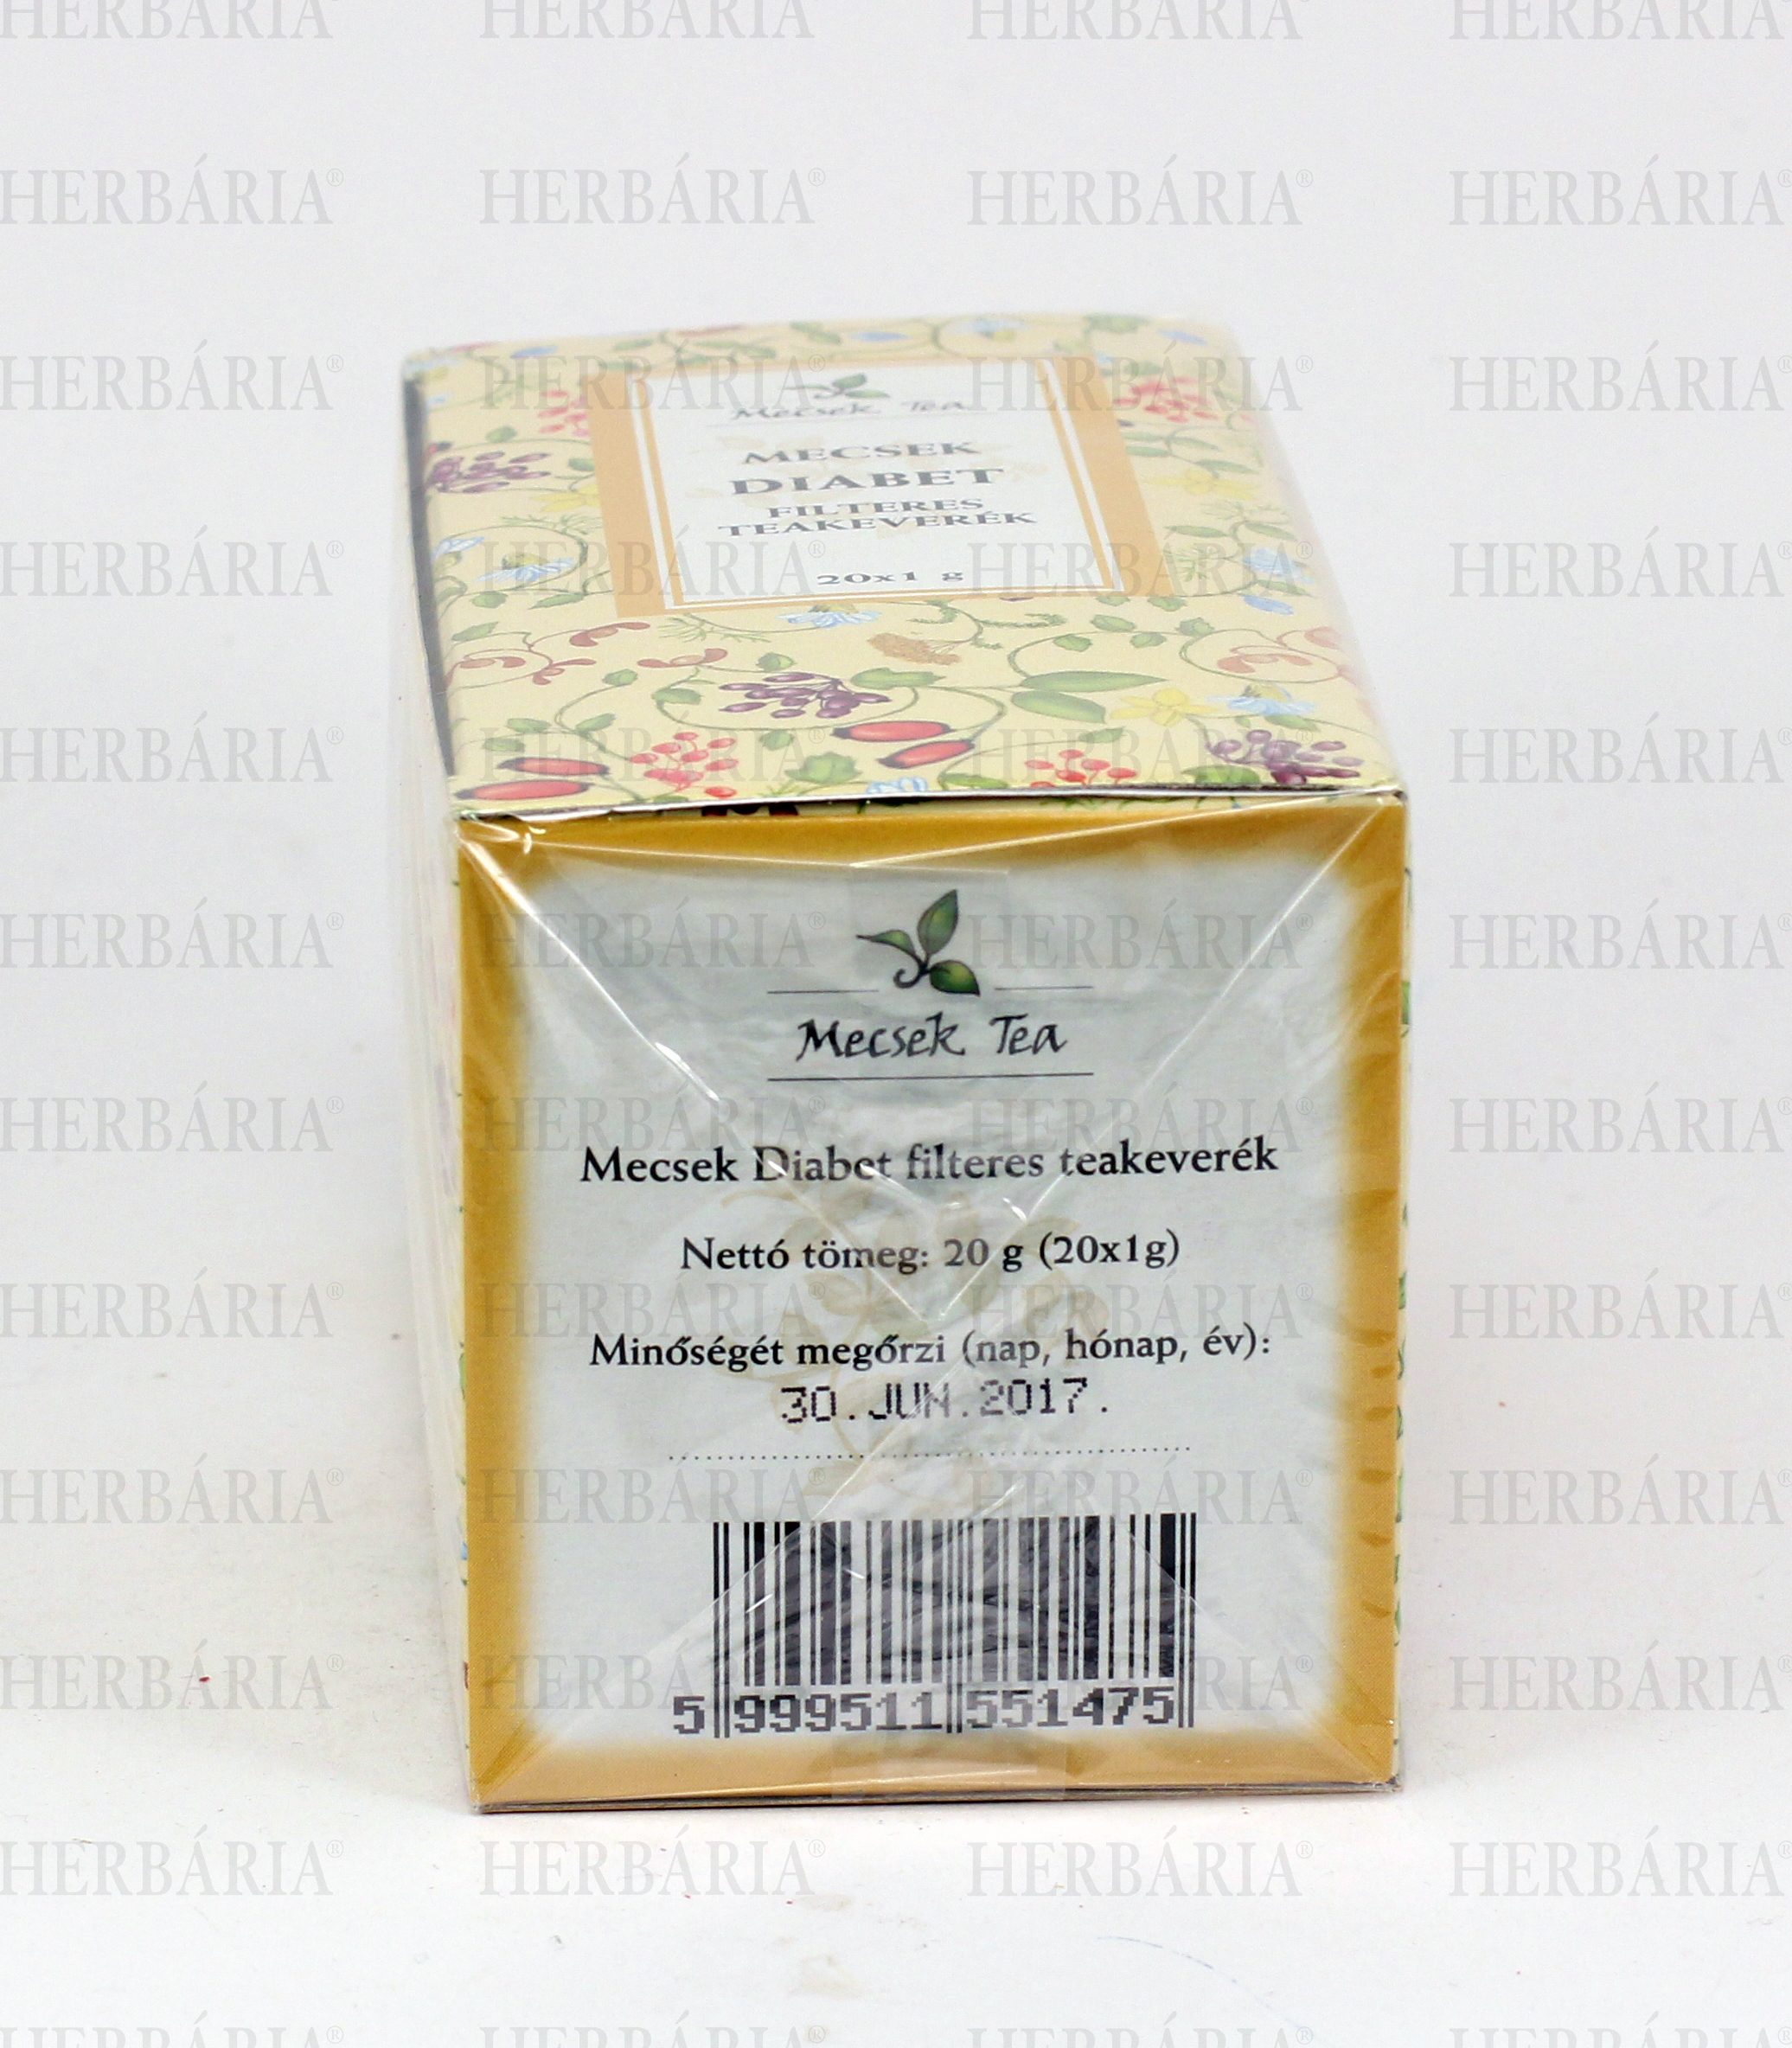 Mecsek Tea
MECSEK
DIABET
FILTERES
TEAKEVERÉK
20x1 g
Mecsek Tea
Mecsek Diabet filteres teakeverék
Nettó tömeg: 20 g (20x1g)
Minőségét megőrzi (nap, hónap, év):
30.JUN.2017.
5 999511 551475
HERBÁRIA®